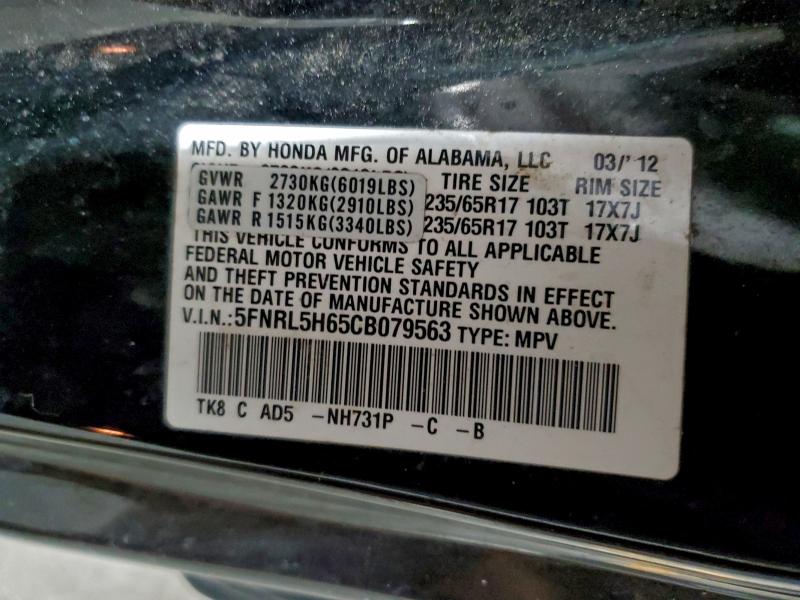 MFD. BY HONDA MFG. OF ALABAMA, LLC 03/'12
GVWR 2730KG(6019LBS) TIRE SIZE RIM SIZE
GAWR F 1320KG(2910LBS) 235/65R17 103T 17X7J
GAWR R 1515KG(3340LBS) 235/65R17 103T 17X7J
THIS VEHICLE CONFORMS TO ALL APPLICABLE
FEDERAL MOTOR VEHICLE SAFETY
AND THEFT PREVENTION STANDARDS IN EFFECT
ON THE DATE OF MANUFACTURE SHOWN ABOVE.
V.I.N.:5FNRL5H65CB079563 TYPE: MPV
TK8 C AD5 -NH731P -C -B